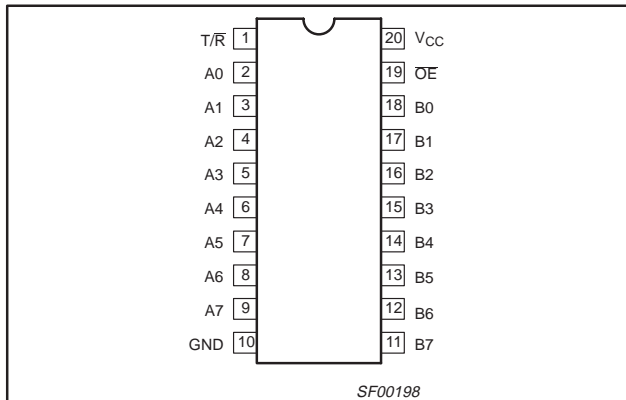 T/R̅ 1 20 VCC
A0 2 19 O̅E̅
A1 3 18 B0
A2 4 17 B1
A3 5 16 B2
A4 6 15 B3
A5 7 14 B4
A6 8 13 B5
A7 9 12 B6
GND 10 11 B7
SF00198